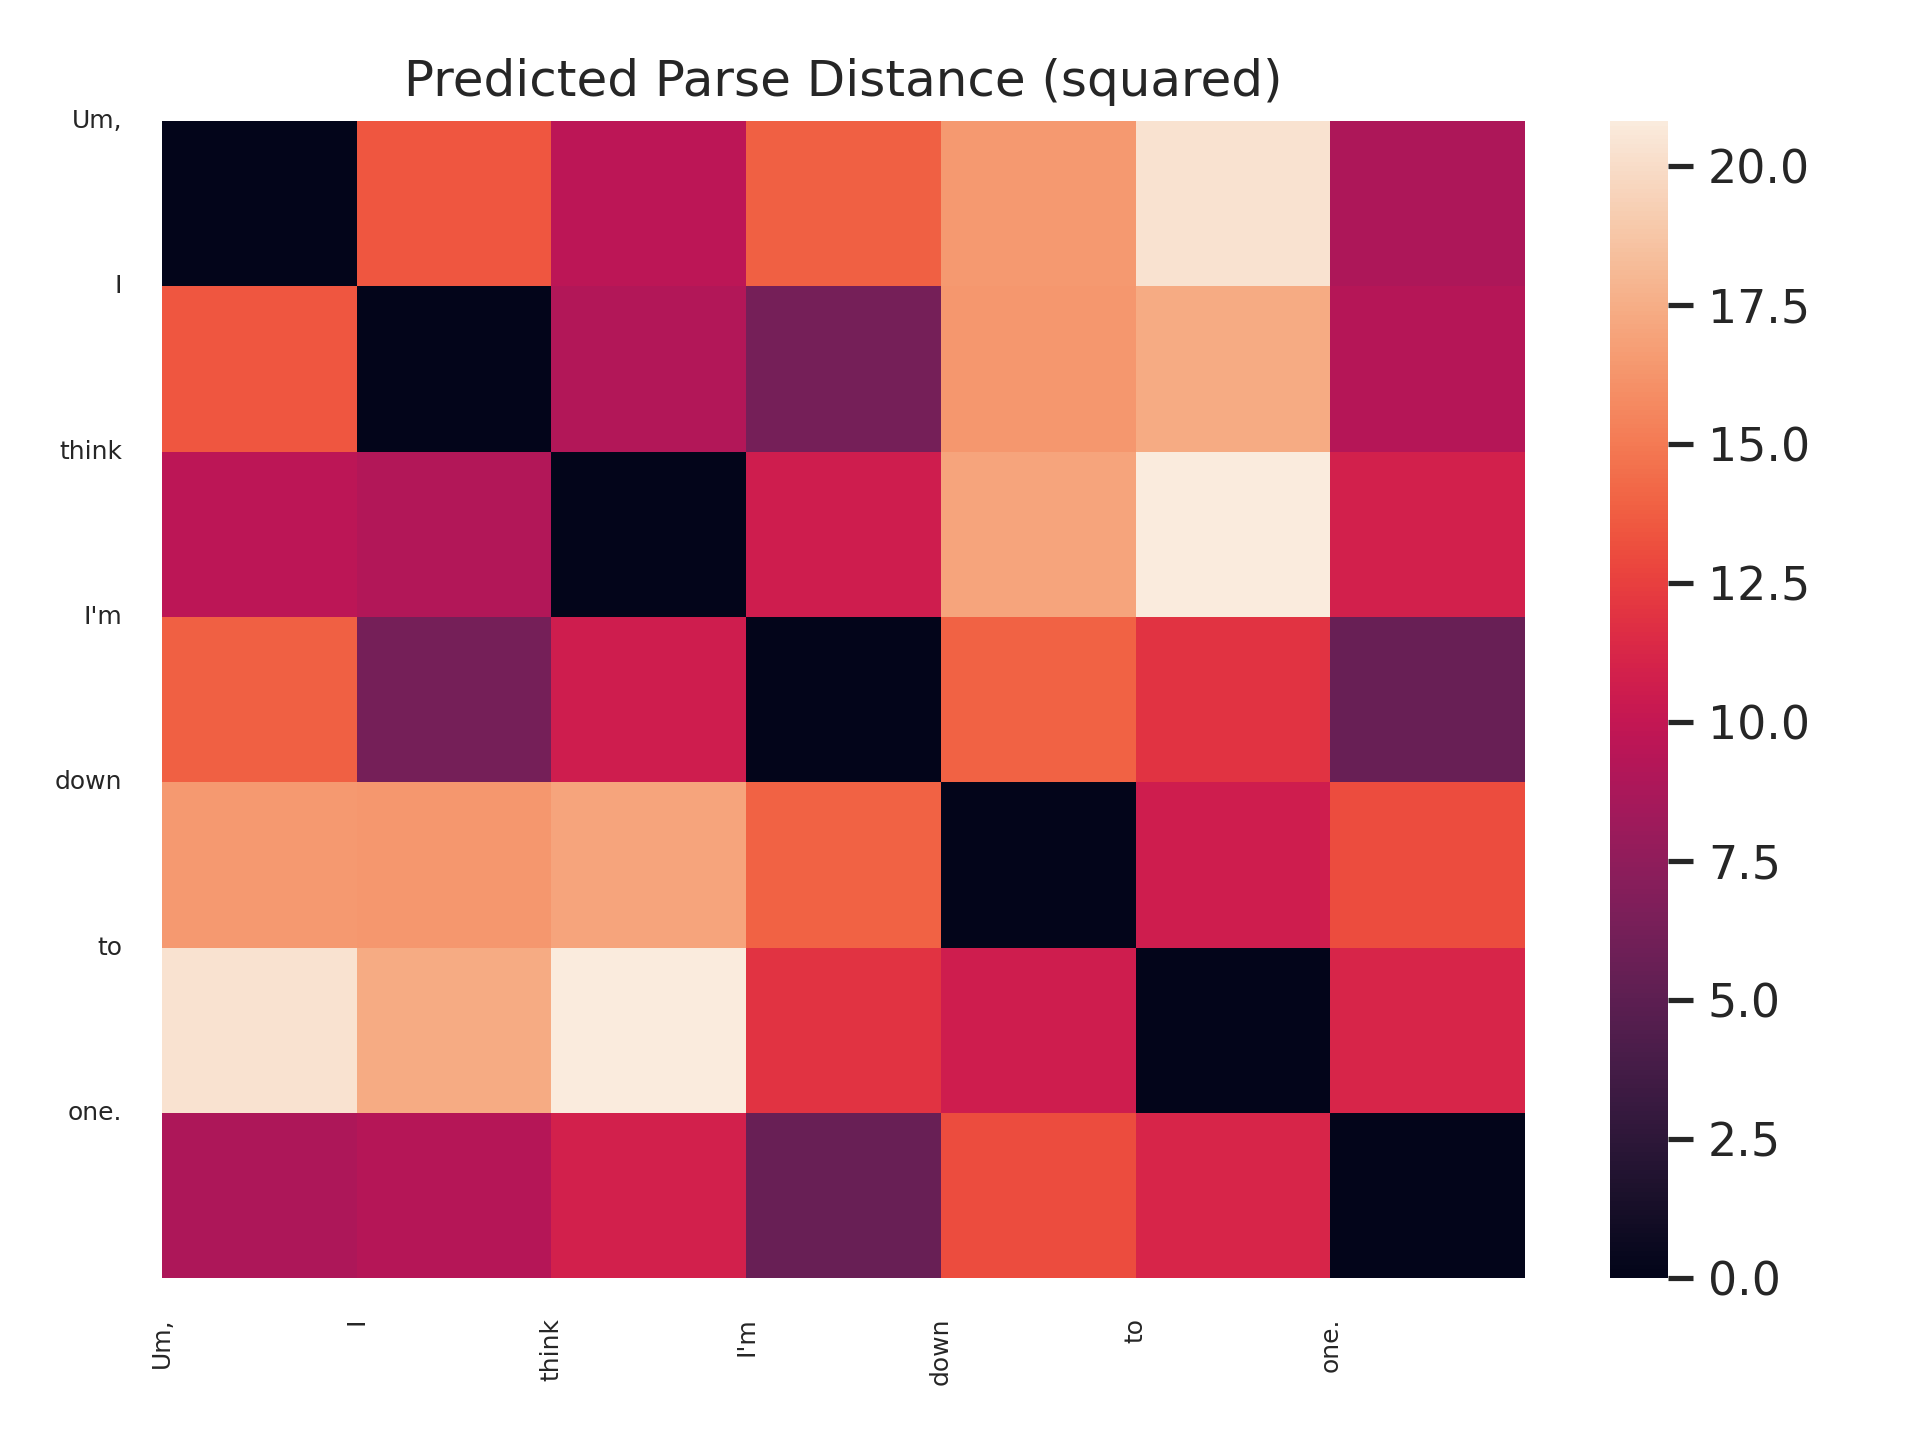 Predicted Parse Distance (squared)
Um,
I
think
I'm
down
to
one.
Um,
I
think
I'm
down
to
one.
20.0
17.5
15.0
12.5
10.0
7.5
5.0
2.5
0.0